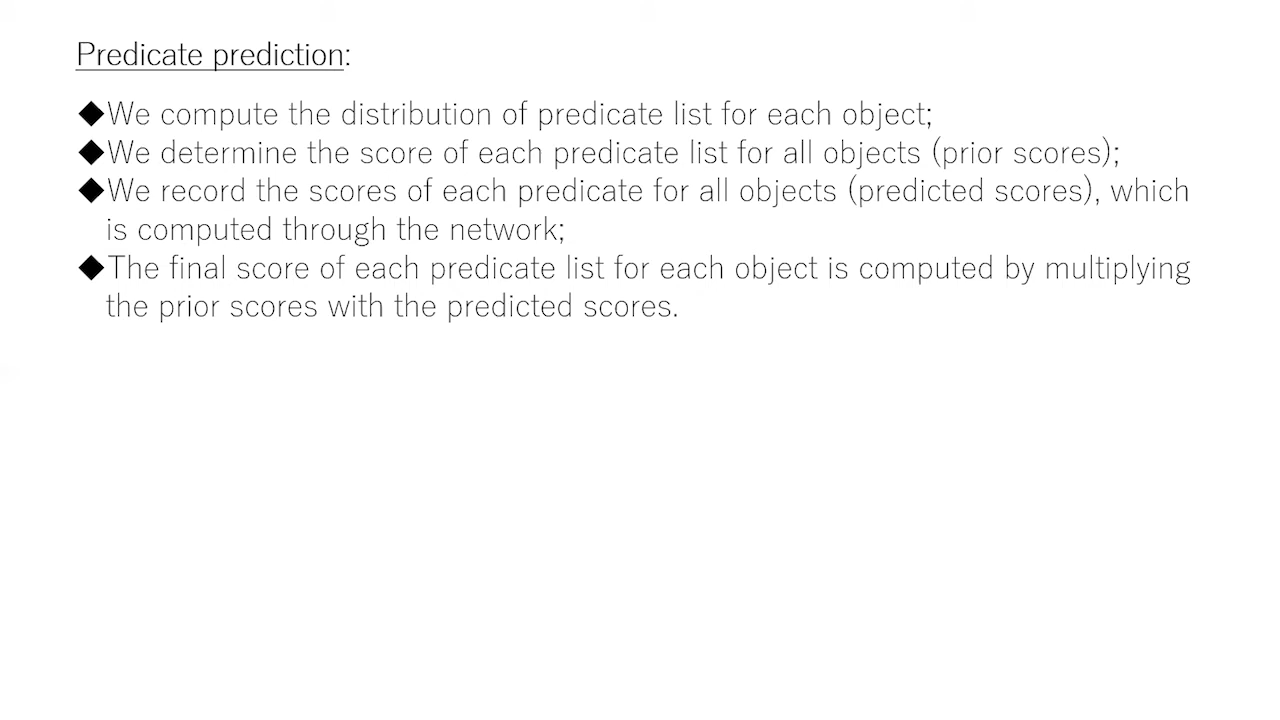 Predicate prediction:
◆We compute the distribution of predicate list for each object;
◆We determine the score of each predicate list for all objects (prior scores);
◆We record the scores of each predicate for all objects (predicted scores), which
is computed through the network;
◆The final score of each predicate list for each object is computed by multiplying
the prior scores with the predicted scores.